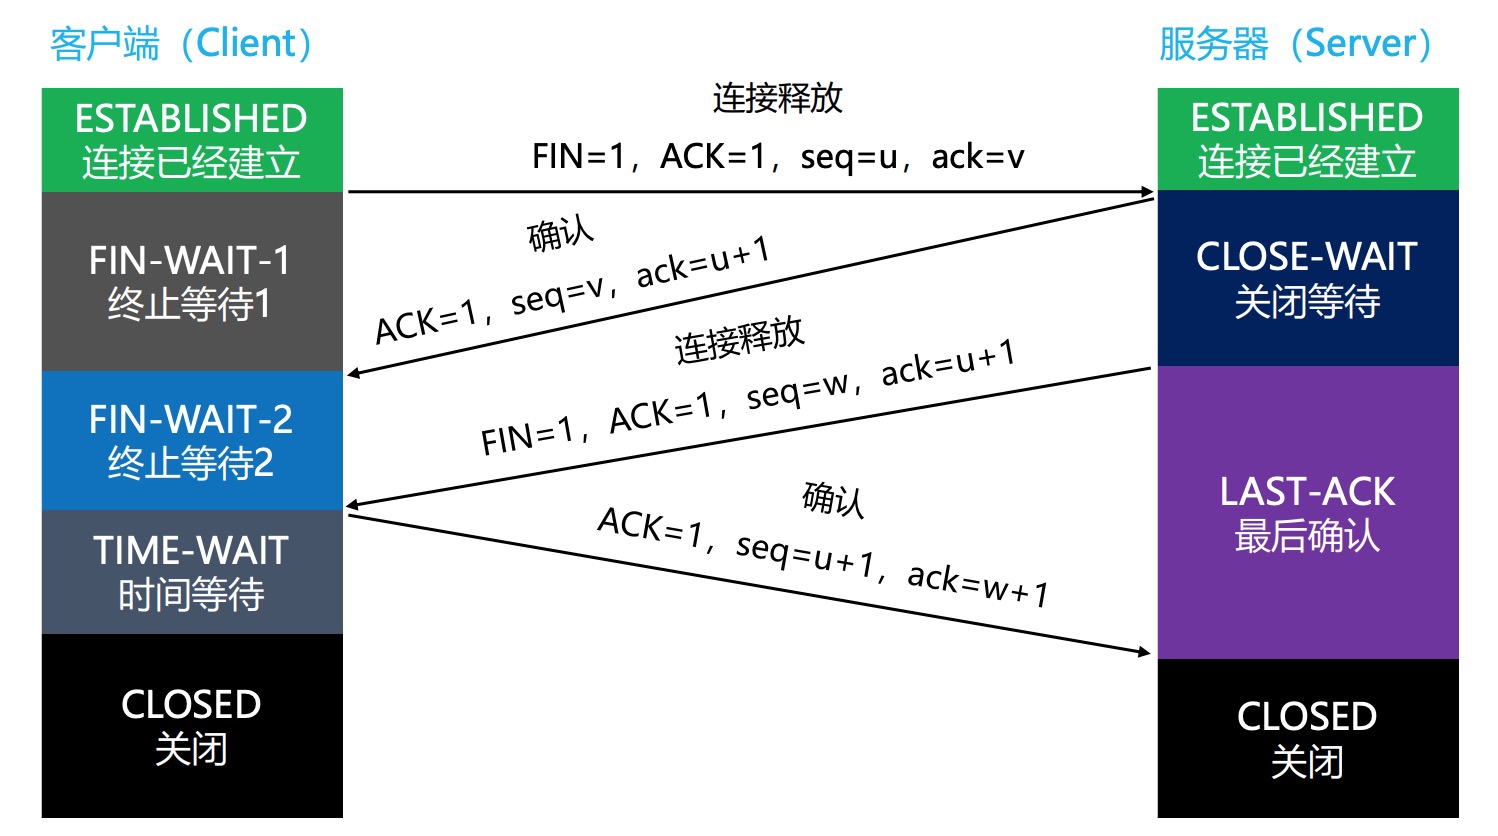 客户端（Client）
服务器（Server）
ESTABLISHED
连接已经建立
连接释放
FIN=1，ACK=1，seq=u，ack=v
ESTABLISHED
连接已经建立
FIN-WAIT-1
终止等待1
确认
ACK=1，seq=v，ack=u+1
CLOSE-WAIT
关闭等待
连接释放
FIN=1，ACK=1，seq=w，ack=u+1
FIN-WAIT-2
终止等待2
确认
ACK=1，seq=u+1，ack=w+1
LAST-ACK
最后确认
TIME-WAIT
时间等待
CLOSED
关闭
CLOSED
关闭